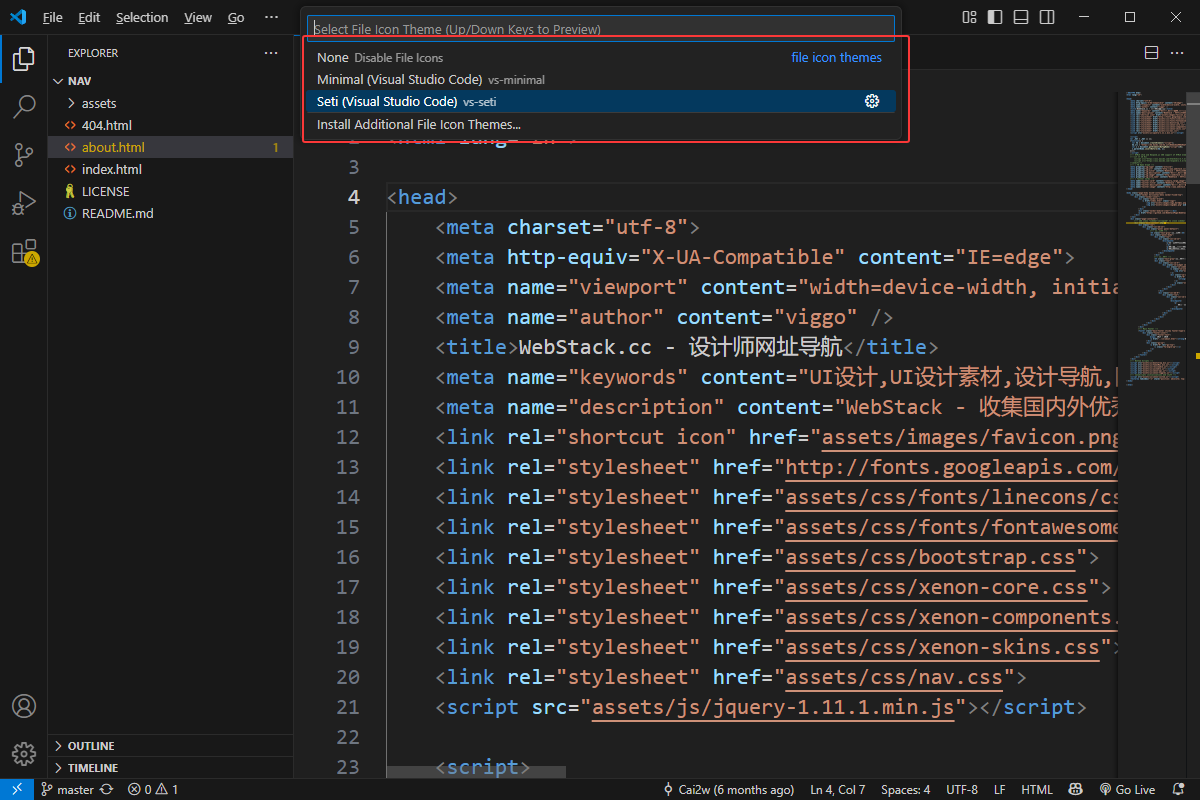 File Edit Selection View Go ···
Select File Icon Theme (Up/Down Keys to Preview)
None Disable File Icons file icon themes
Minimal (Visual Studio Code) vs-minimal
Seti (Visual Studio Code) vs-seti
Install Additional File Icon Themes...
EXPLORER ···
NAV
assets
404.html
about.html 1
index.html
LICENSE
README.md
OUTLINE
TIMELINE
3
4 <head>
5 <meta charset="utf-8">
6 <meta http-equiv="X-UA-Compatible" content="IE=edge">
7 <meta name="viewport" content="width=device-width, initia
8 <meta name="author" content="viggo" />
9 <title>WebStack.cc - 设计师网址导航</title>
10 <meta name="keywords" content="UI设计,UI设计素材,设计导航,
11 <meta name="description" content="WebStack - 收集国内外优秀
12 <link rel="shortcut icon" href="assets/images/favicon.png
13 <link rel="stylesheet" href="http://fonts.googleapis.com/
14 <link rel="stylesheet" href="assets/css/fonts/linecons/cs
15 <link rel="stylesheet" href="assets/css/fonts/fontawesome
16 <link rel="stylesheet" href="assets/css/bootstrap.css">
17 <link rel="stylesheet" href="assets/css/xenon-core.css">
18 <link rel="stylesheet" href="assets/css/xenon-components.
19 <link rel="stylesheet" href="assets/css/xenon-skins.css">
20 <link rel="stylesheet" href="assets/css/nav.css">
21 <script src="assets/js/jquery-1.11.1.min.js"></script>
22
23 <script>
master 0 1 Cai2w (6 months ago) Ln 4, Col 7 Spaces: 4 UTF-8 LF HTML Go Live